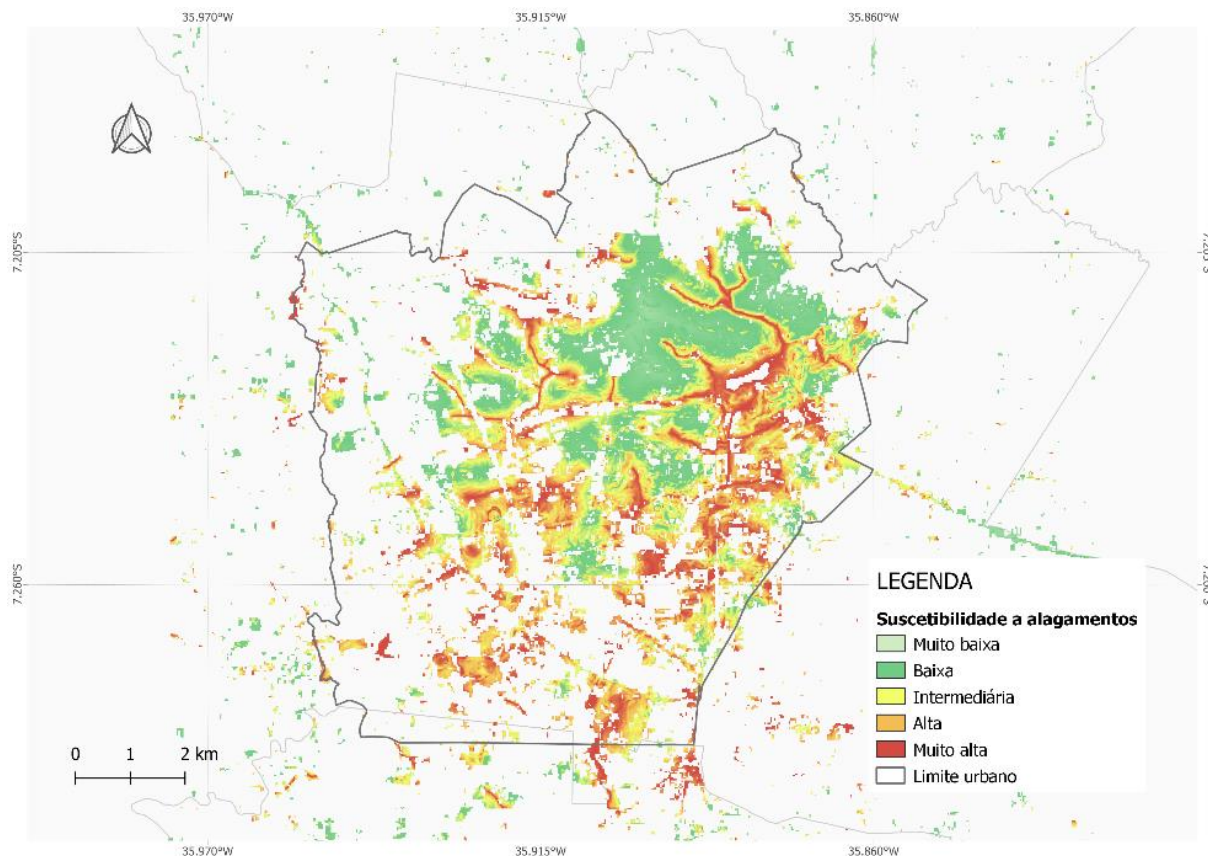 35.970°W 35.915°W 35.860°W
7.205°S
7.260°S
LEGENDA
Suscetibilidade a alagamentos
Muito baixa
Baixa
Intermediária
Alta
Muito alta
Limite urbano
0 1 2 km
35.970°W 35.915°W 35.860°W